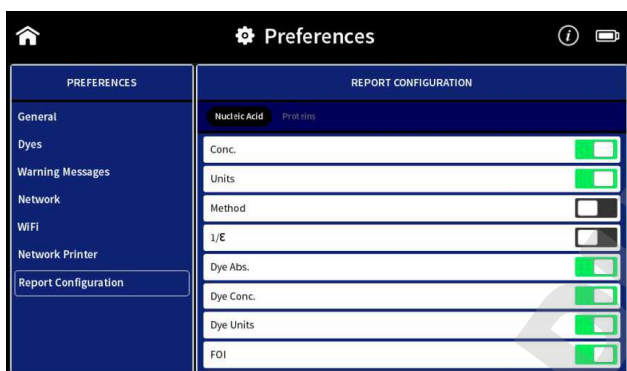 Preferences
i
PREFERENCES
General
Dyes
Warning Messages
Network
WiFi
Network Printer
Report Configuration
REPORT CONFIGURATION
Nucleic Acid Proteins
Conc.
Units
Method
1/Ɛ
Dye Abs.
Dye Conc.
Dye Units
FOI